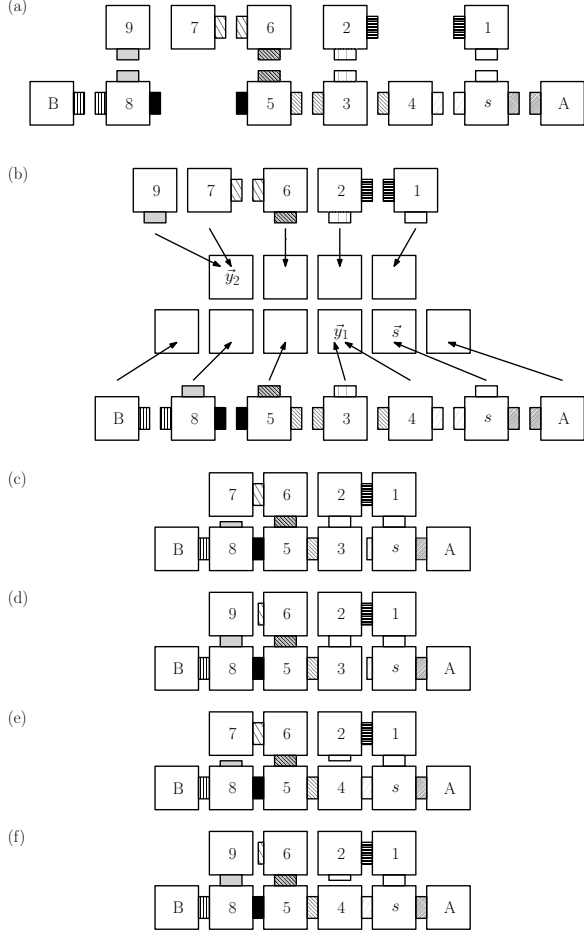 (a)
9 7 6 2 1
B 8 5 3 4 s A
(b)
9 7 6 2 1
y⃗₂
y⃗₁ s⃗
B 8 5 3 4 s A
(c)
7 6 2 1
B 8 5 3 s A
(d)
9 6 2 1
B 8 5 3 s A
(e)
7 6 2 1
B 8 5 4 s A
(f)
9 6 2 1
B 8 5 4 s A